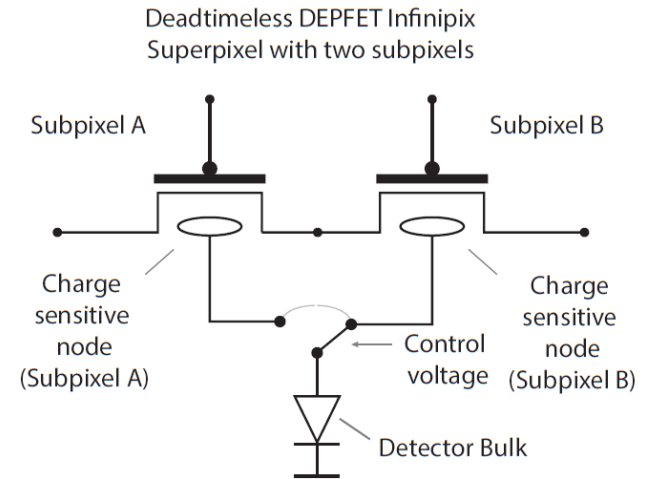 Deadtimeless DEPFET Infinipix
Superpixel with two subpixels
Subpixel A
Subpixel B
Charge
sensitive
node
(Subpixel A)
Charge
sensitive
node
(Subpixel B)
Control
voltage
Detector Bulk